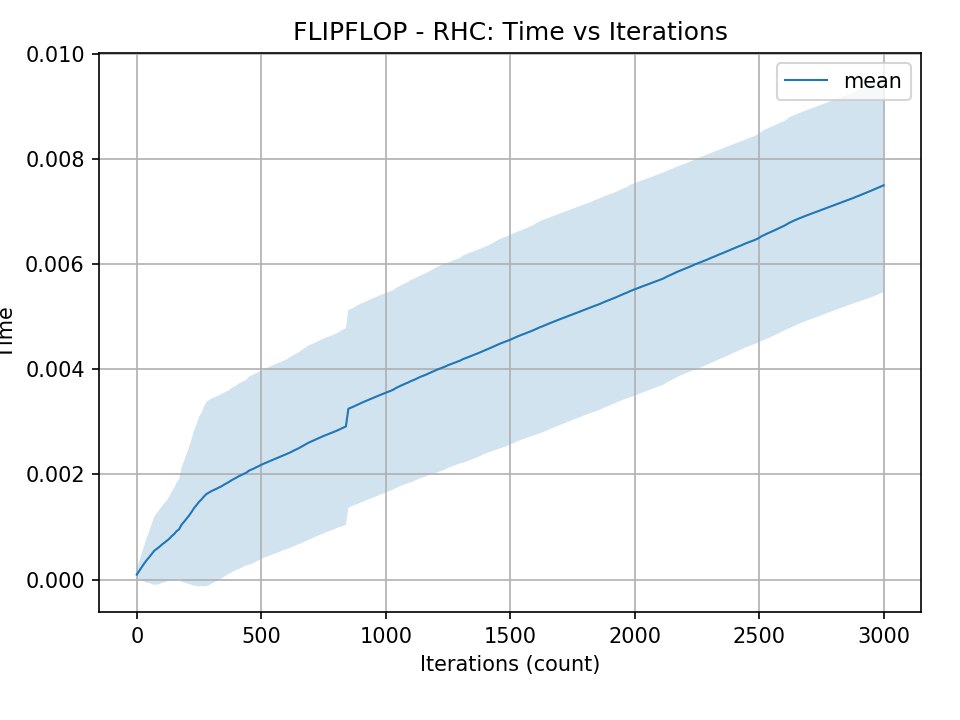 FLIPFLOP - RHC: Time vs Iterations
0.010
mean
0.008
0.006
Time
0.004
0.002
0.000
0 500 1000 1500 2000 2500 3000
Iterations (count)